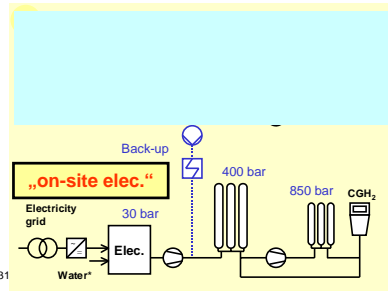 Back-up
„on-site elec.“
400 bar
850 bar
CGH₂
Electricity
grid
30 bar
Elec.
31
Water*